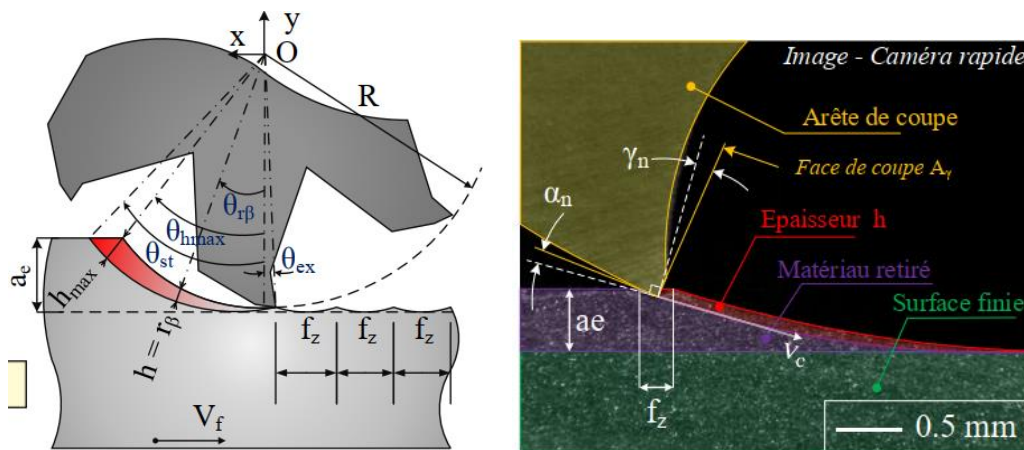 y
x
O
R
θrβ
θhmax
θst
θex
ae
hmax
h = rβ
fz
fz
fz
Vf
Image - Caméra rapide
Arête de coupe
γn
Face de coupe Aγ
αn
Epaisseur h
Matériau retiré
Surface finie
ae
vc
fz
0.5 mm